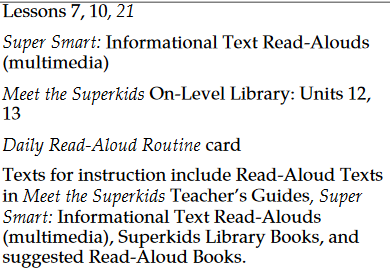 Lessons 7, 10, 21
Super Smart: Informational Text Read-Alouds
(multimedia)
Meet the Superkids On-Level Library: Units 12,
13
Daily Read-Aloud Routine card
Texts for instruction include Read-Aloud Texts
in Meet the Superkids Teacher’s Guides, Super
Smart: Informational Text Read-Alouds
(multimedia), Superkids Library Books, and
suggested Read-Aloud Books.